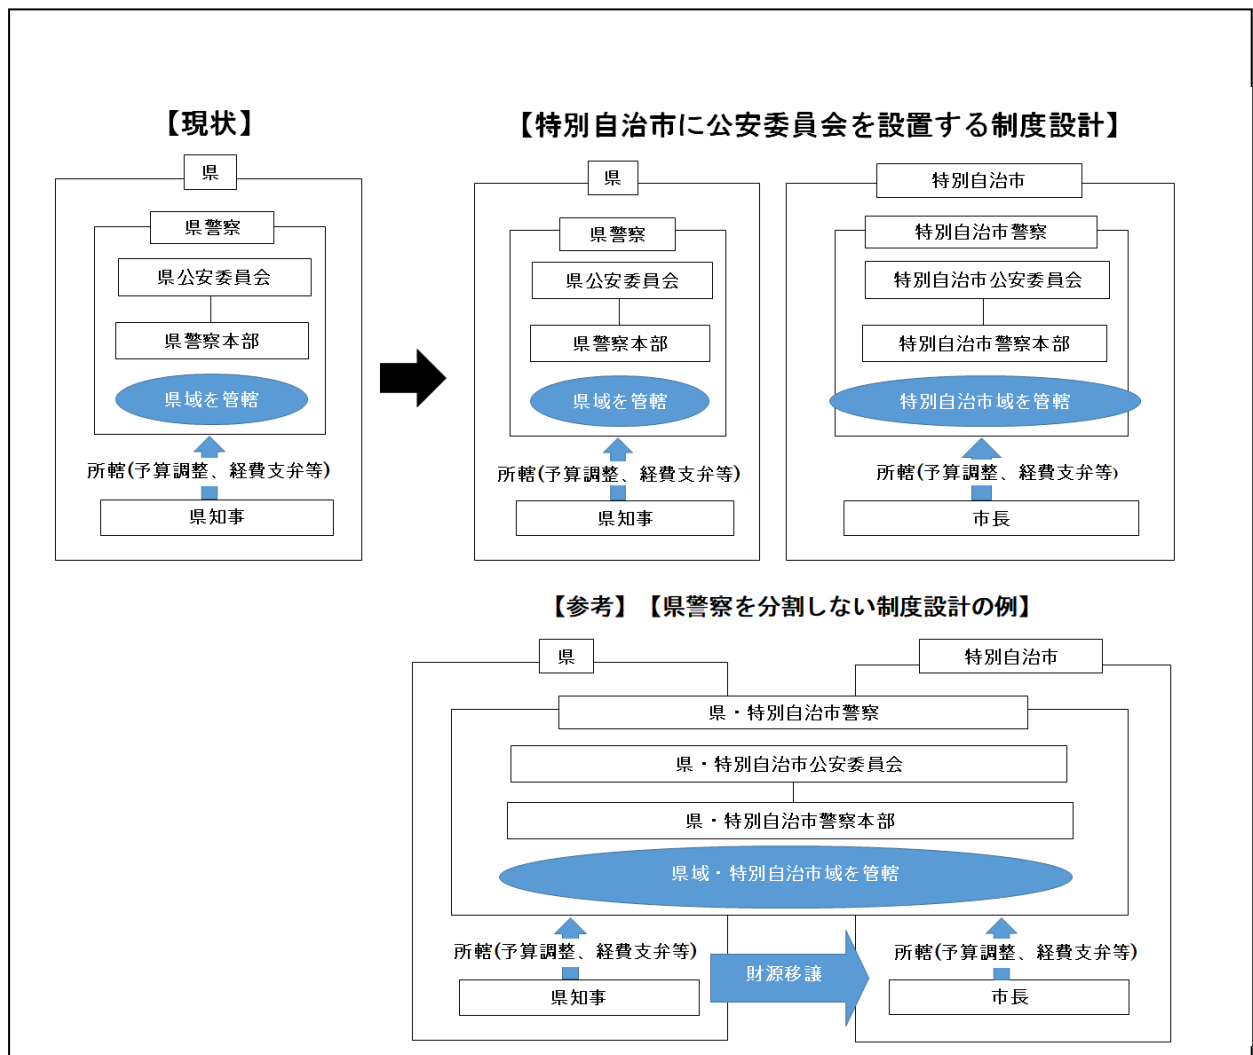 【現状】
県
県警察
県公安委員会
県警察本部
県域を管轄
所轄(予算調整、経費支弁等)
県知事
【特別自治市に公安委員会を設置する制度設計】
県
県警察
県公安委員会
県警察本部
県域を管轄
所轄(予算調整、経費支弁等)
県知事
特別自治市
特別自治市警察
特別自治市公安委員会
特別自治市警察本部
特別自治市域を管轄
所轄(予算調整、経費支弁等)
市長
【参考】【県警察を分割しない制度設計の例】
県
特別自治市
県・特別自治市警察
県・特別自治市公安委員会
県・特別自治市警察本部
県域・特別自治市域を管轄
所轄(予算調整、経費支弁等)
県知事
財源移譲
所轄(予算調整、経費支弁等)
市長